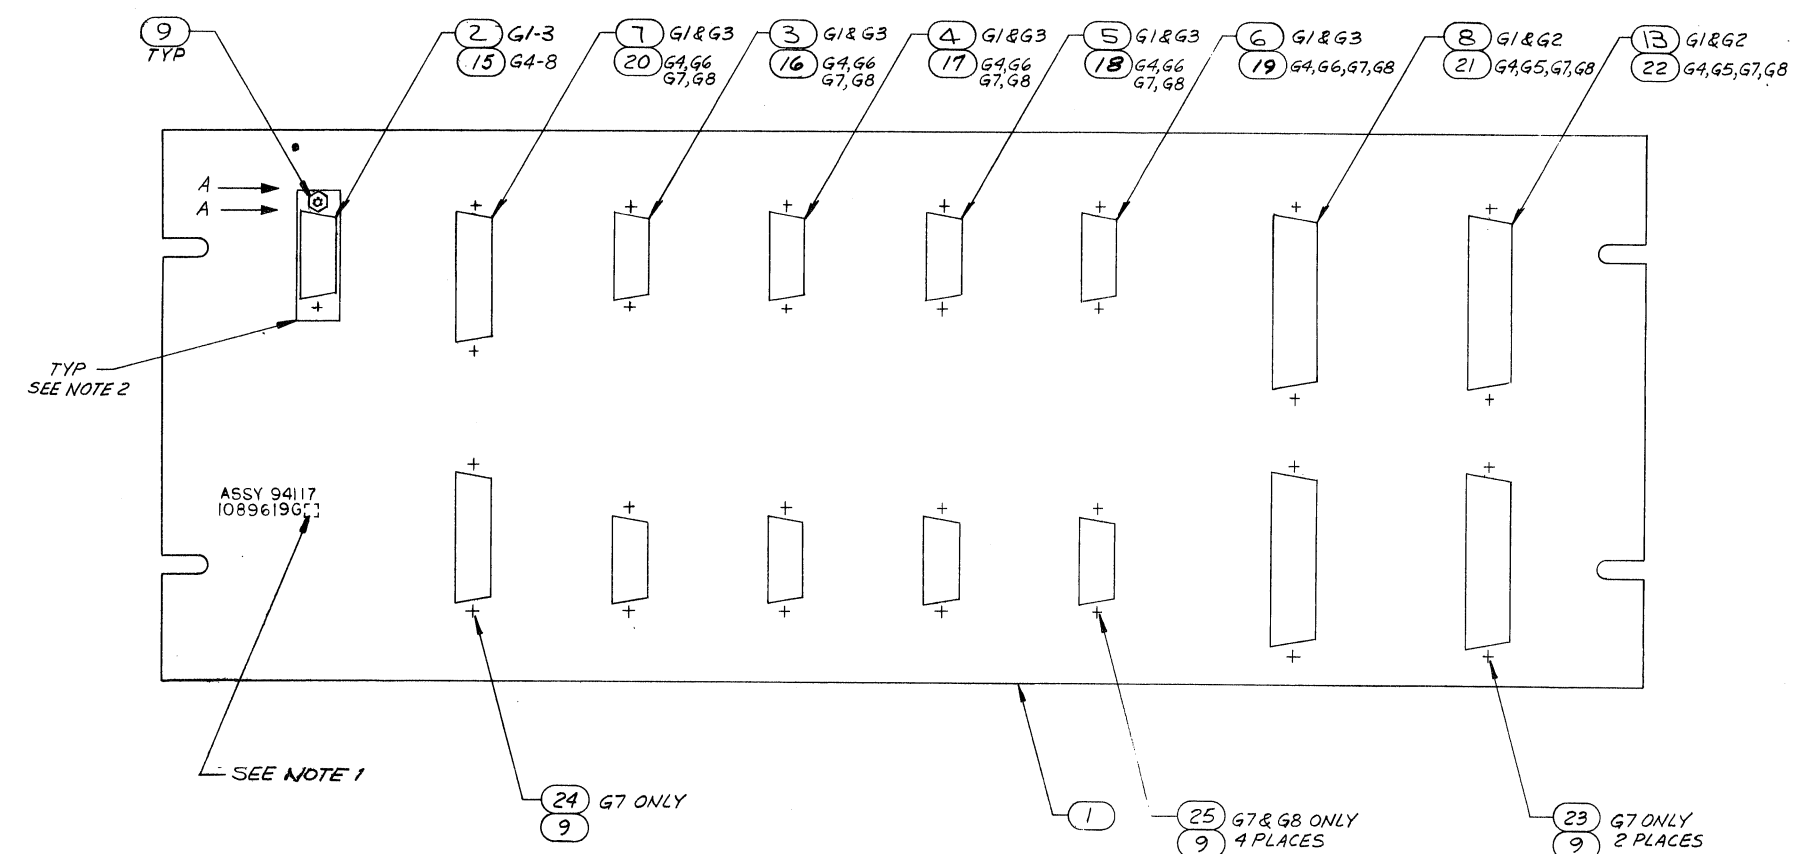 9
TYP
2 G1-3
15 G4-8
7 G1&G3
20 G4,G6
G7,G8
3 G1&G3
16 G4,G6
G7,G8
4 G1&G3
17 G4,G6
G7,G8
5 G1&G3
18 G4,G6
G7,G8
6 G1&G3
19 G4,G6,G7,G8
8 G1&G2
21 G4,G5,G7,G8
13 G1&G2
22 G4,G5,G7,G8
A
A
TYP
SEE NOTE 2
ASSY 94117
1089619G
SEE NOTE 1
24 G7 ONLY
9
1
25 G7 & G8 ONLY
9 4 PLACES
23 G7 ONLY
9 2 PLACES